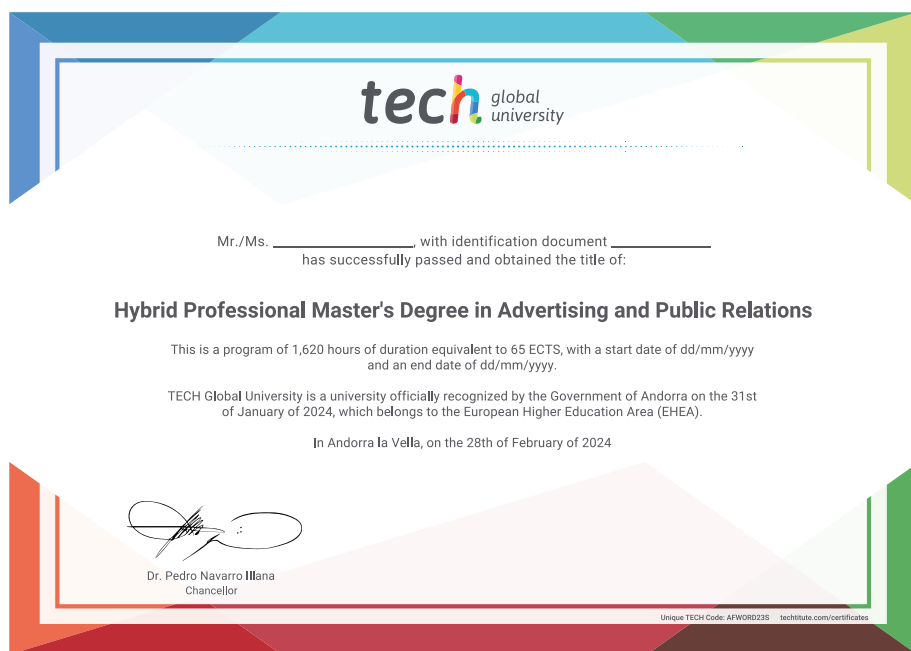 tech global university
Mr./Ms. ____________________, with identification document ______________
has successfully passed and obtained the title of:
Hybrid Professional Master's Degree in Advertising and Public Relations
This is a program of 1,620 hours of duration equivalent to 65 ECTS, with a start date of dd/mm/yyyy
and an end date of dd/mm/yyyy.
TECH Global University is a university officially recognized by the Government of Andorra on the 31st
of January of 2024, which belongs to the European Higher Education Area (EHEA).
In Andorra la Vella, on the 28th of February of 2024
Dr. Pedro Navarro Illana
Chancellor
Unique TECH Code: AFWORD23S techtitute.com/certificates